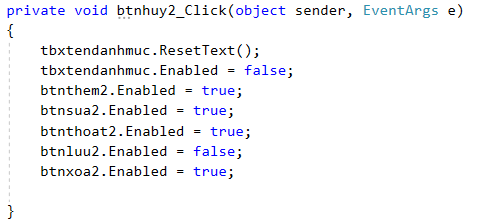 private void btnhuy2_Click(object sender, EventArgs e)
{
tbxtendanhmuc.ResetText();
tbxtendanhmuc.Enabled = false;
btnthem2.Enabled = true;
btnsua2.Enabled = true;
btnthoat2.Enabled = true;
btnluu2.Enabled = false;
btnxoa2.Enabled = true;
}